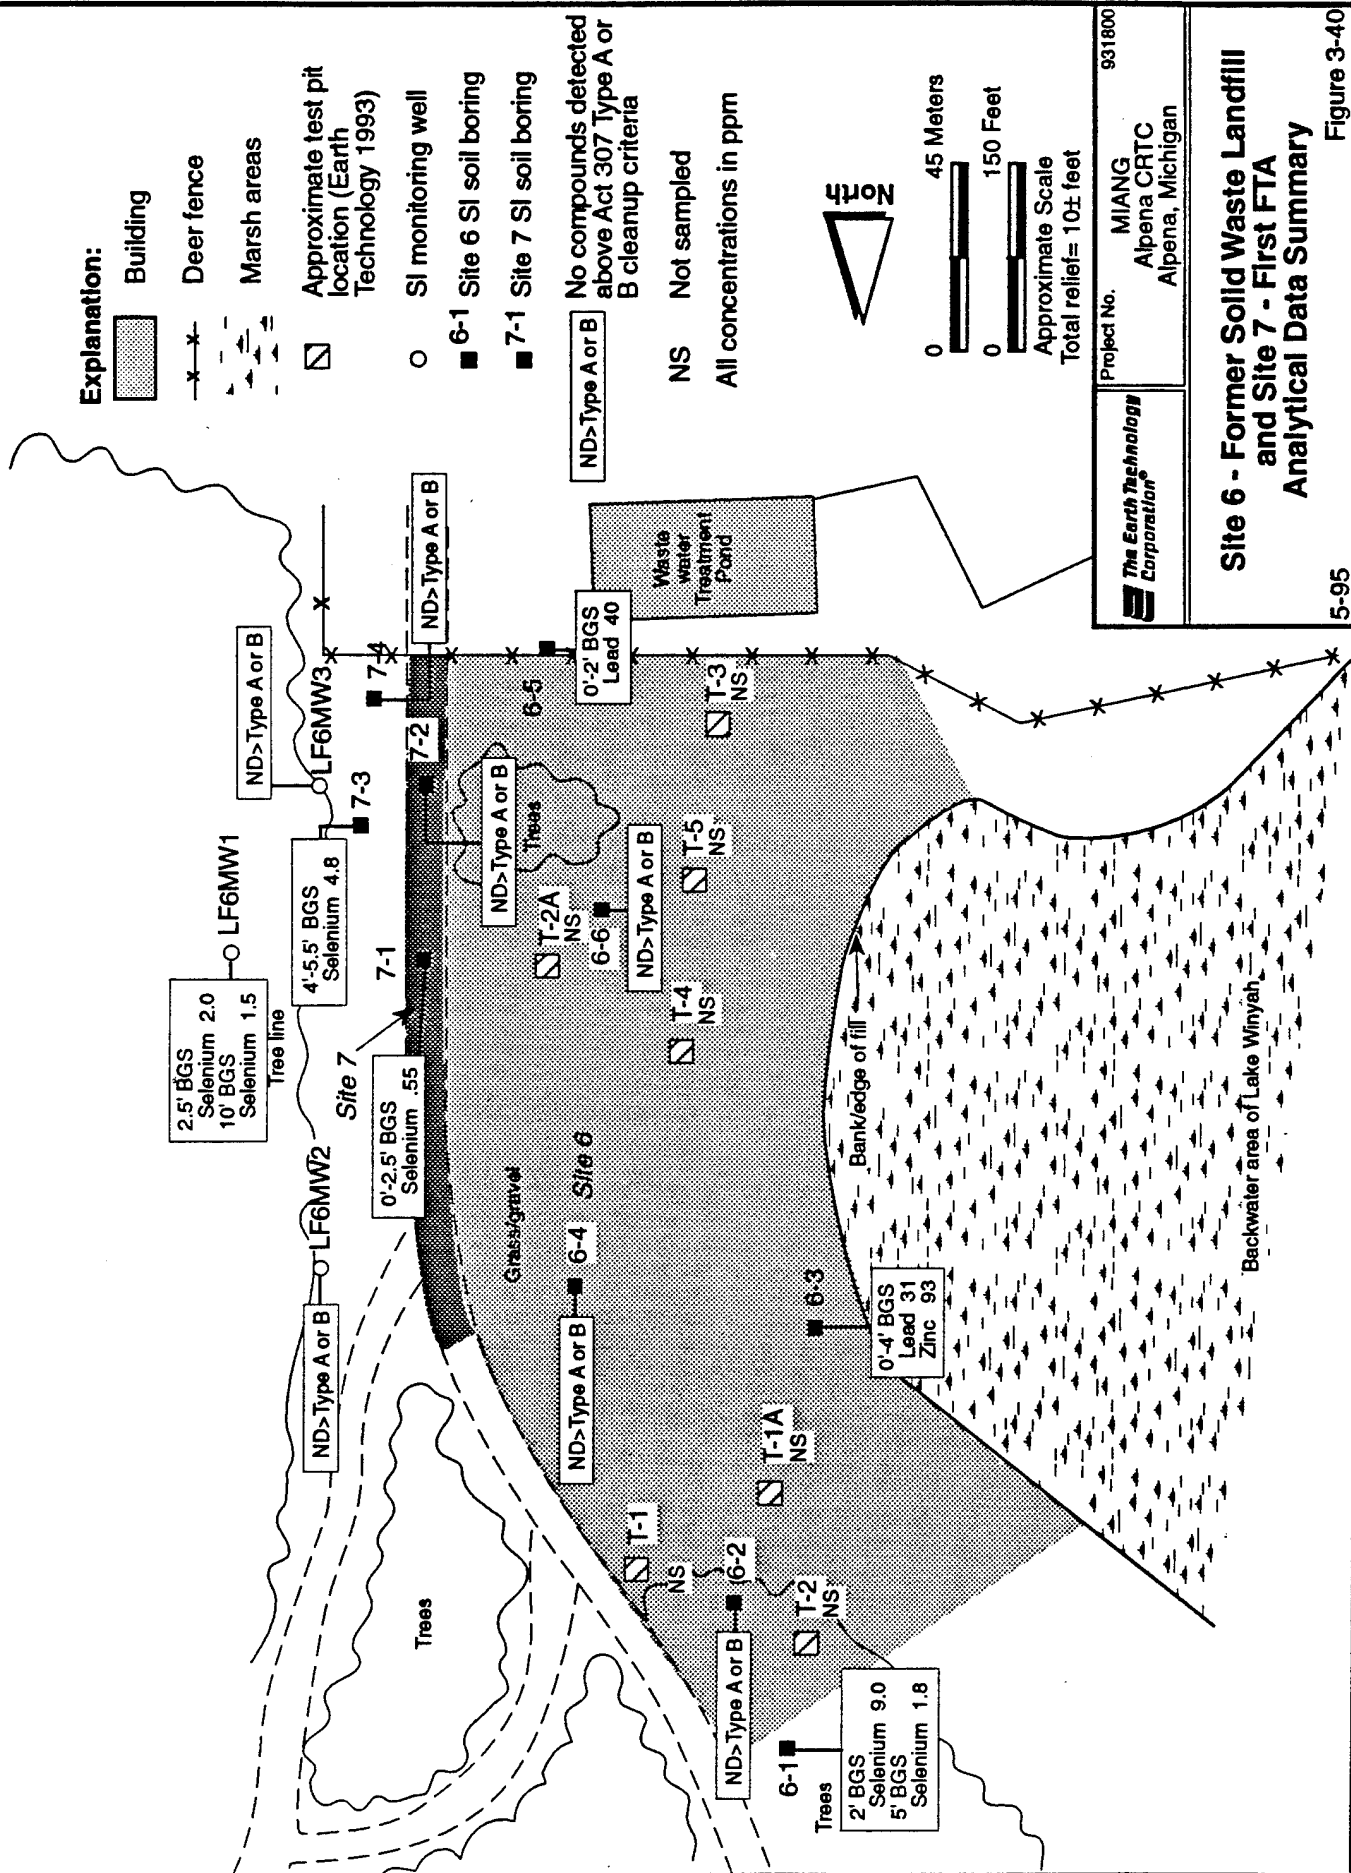 Explanation:
Building
Deer fence
Marsh areas
Approximate test pit
location (Earth
Technology 1993)
SI monitoring well
6-1 Site 6 SI soil boring
7-1 Site 7 SI soil boring
ND>Type A or B
No compounds detected
above Act 307 Type A or
B cleanup criteria
NS Not sampled
All concentrations in ppm
North
0 45 Meters
0 150 Feet
Approximate Scale
Total relief= 10± feet
The Earth Technology
Corporation®
Project No. 931800
MIANG
Alpena CRTC
Alpena, Michigan
Site 6 - Former Solid Waste Landfill
and Site 7 - First FTA
Analytical Data Summary
5-95
Figure 3-40
2.5' BGS
Selenium 2.0
10' BGS
Selenium 1.5
LF6MW1
Tree line
ND>Type A or B
LF6MW3
4'-5.5' BGS
Selenium 4.8
7-3
7-4
ND>Type A or B
LF6MW2
ND>Type A or B
Site 7
7-1
0'-2.5' BGS
Selenium .55
7-2
ND>Type A or B
Trees
6-5
0'-2' BGS
Lead 40
Waste
water
Treatment
Pond
T-3
NS
T-2A
NS
6-6
ND>Type A or B
T-5
NS
T-4
NS
Grass/gravel
Site 6
6-4
ND>Type A or B
Trees
T-1
NS
6-2
ND>Type A or B
T-1A
NS
T-2
NS
6-3
0'-4' BGS
Lead 31
Zinc 93
Bank/edge of fill
Backwater area of Lake Winyah
6-1
Trees
2' BGS
Selenium 9.0
5' BGS
Selenium 1.8